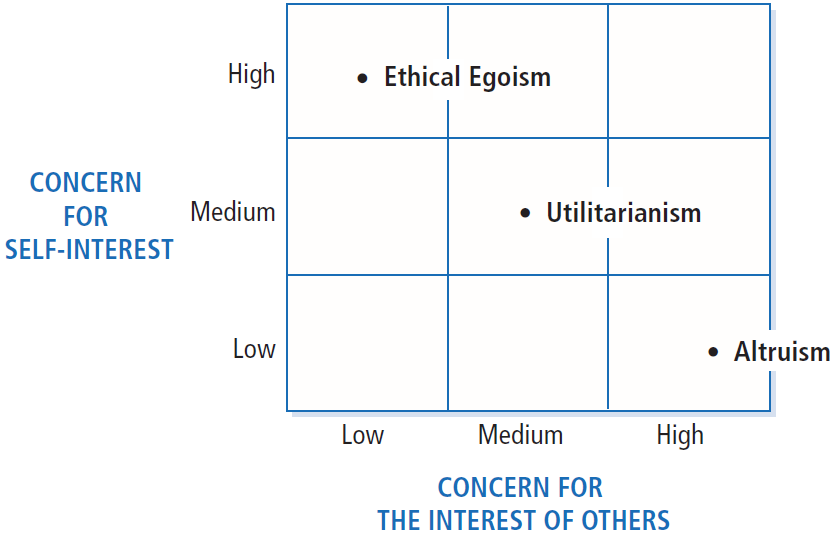 High
• Ethical Egoism
CONCERN
FOR
SELF-INTEREST
Medium
• Utilitarianism
Low
• Altruism
Low
Medium
High
CONCERN FOR
THE INTEREST OF OTHERS